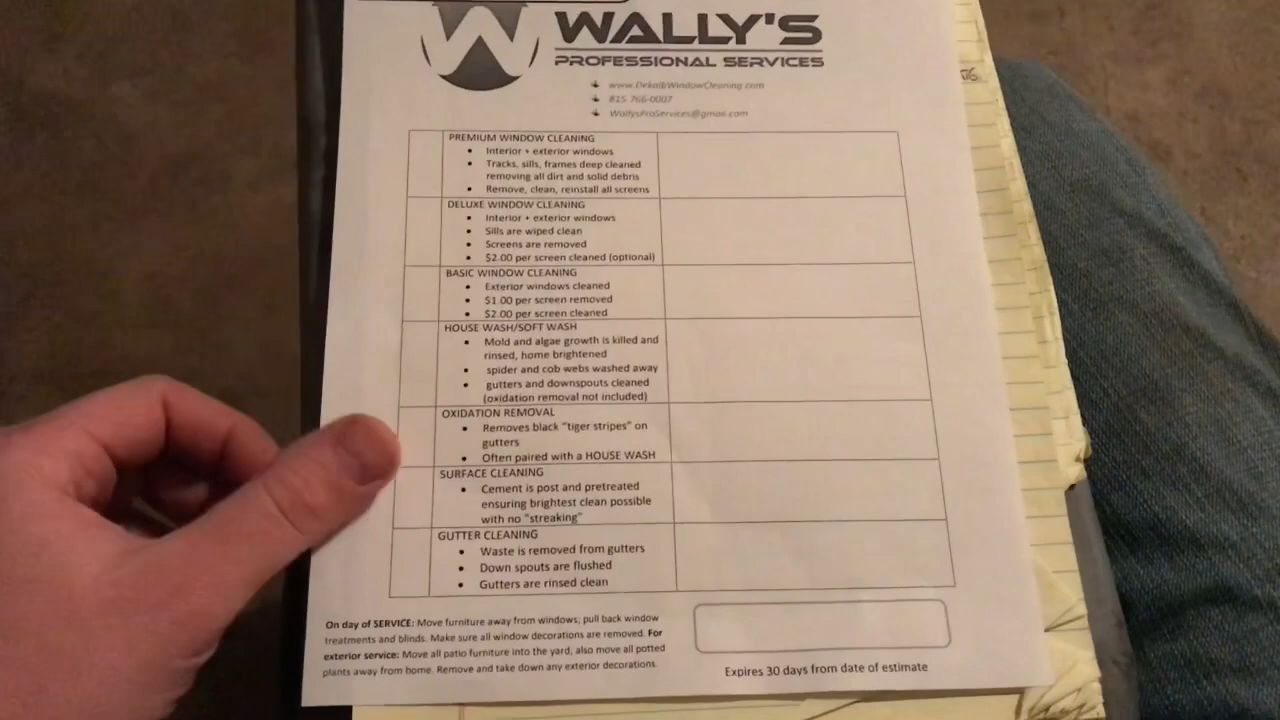 W
WALLY'S
PROFESSIONAL SERVICES
www.DekalbWindowCleaning.com
815-766-0007
WallysProServices@gmail.com
PREMIUM WINDOW CLEANING
• Interior + exterior windows
• Tracks, sills, frames deep cleaned
removing all dirt and solid debris
• Remove, clean, reinstall all screens
DELUXE WINDOW CLEANING
• Interior + exterior windows
• Sills are wiped clean
• Screens are removed
• $2.00 per screen cleaned (optional)
BASIC WINDOW CLEANING
• Exterior windows cleaned
• $1.00 per screen removed
• $2.00 per screen cleaned
HOUSE WASH/SOFT WASH
• Mold and algae growth is killed and
rinsed, home brightened
• spider and cob webs washed away
• gutters and downspouts cleaned
(oxidation removal not included)
OXIDATION REMOVAL
• Removes black "tiger stripes" on
gutters
• Often paired with a HOUSE WASH
SURFACE CLEANING
• Cement is post and pretreated
ensuring brightest clean possible
with no "streaking"
GUTTER CLEANING
• Waste is removed from gutters
• Down spouts are flushed
• Gutters are rinsed clean
On day of SERVICE: Move furniture away from windows, pull back window
treatments and blinds. Make sure all window decorations are removed. For
exterior service: Move all patio furniture into the yard, also move all potted
plants away from home. Remove and take down any exterior decorations.
Expires 30 days from date of estimate